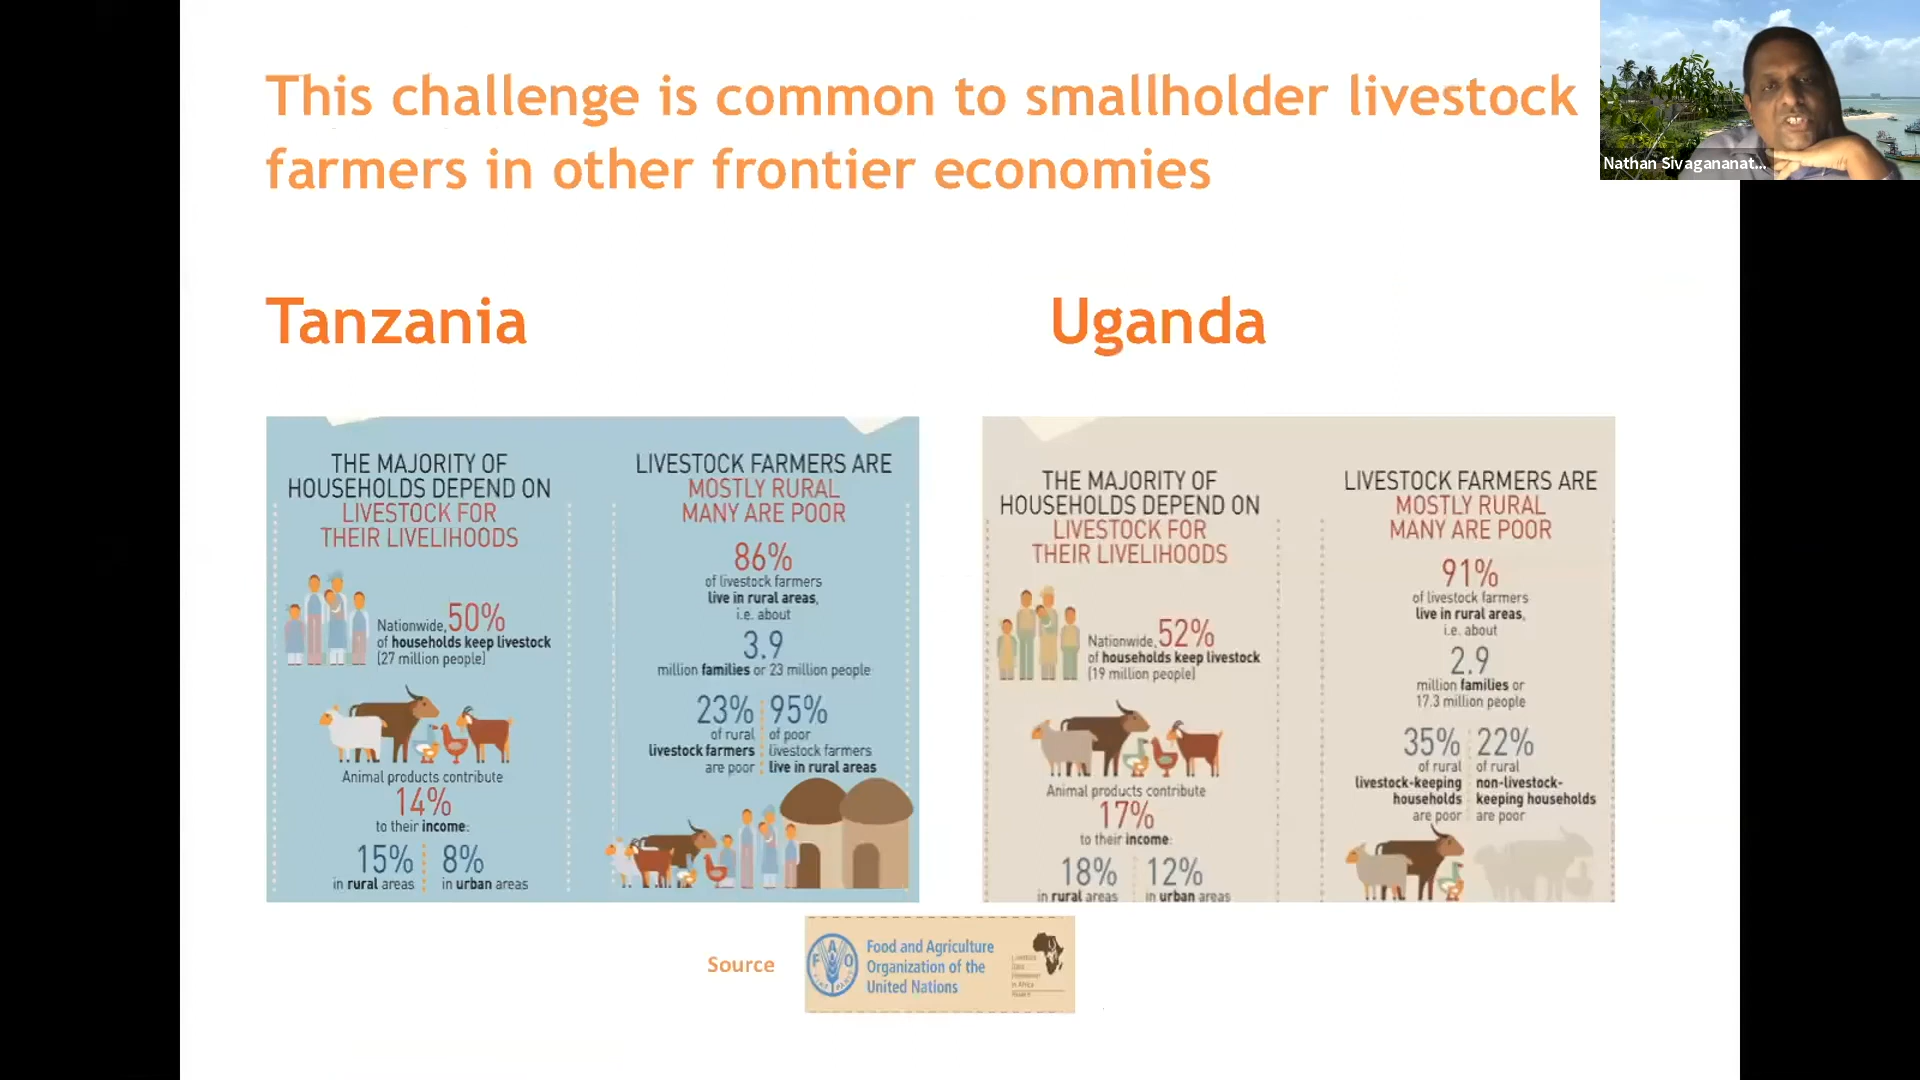 This challenge is common to smallholder livestock
farmers in other frontier economies
Nathan Sivagananat...
Tanzania
Uganda
THE MAJORITY OF
HOUSEHOLDS DEPEND ON
LIVESTOCK FOR
THEIR LIVELIHOODS
Nationwide, 50%
of households keep livestock
(27 million people)
Animal products contribute
14%
to their income:
15%
in rural areas
8%
in urban areas
LIVESTOCK FARMERS ARE
MOSTLY RURAL
MANY ARE POOR
86%
of livestock farmers
live in rural areas,
i.e. about
3.9
million families or 23 million people
23%
of rural
livestock farmers
are poor
95%
of poor
livestock farmers
live in rural areas
THE MAJORITY OF
HOUSEHOLDS DEPEND ON
LIVESTOCK FOR
THEIR LIVELIHOODS
Nationwide, 52%
of households keep livestock
(19 million people)
Animal products contribute
17%
to their income:
18%
in rural areas
12%
in urban areas
LIVESTOCK FARMERS ARE
MOSTLY RURAL
MANY ARE POOR
91%
of livestock farmers
live in rural areas,
i.e. about
2.9
million families or
17.3 million people
35%
of rural
livestock-keeping
households
are poor
22%
of rural
non-livestock-
keeping households
are poor
Source
F A O
Food and Agriculture
Organization of the
United Nations